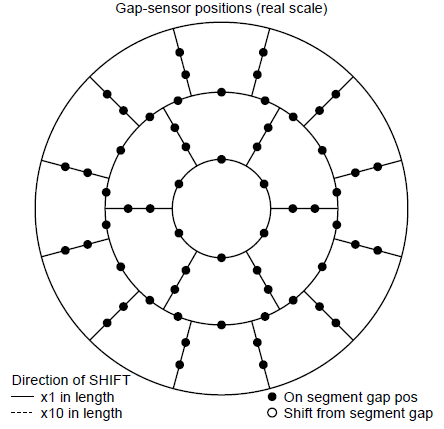 Gap-sensor positions (real scale)
Direction of SHIFT
x1 in length
x10 in length
On segment gap pos
Shift from segment gap